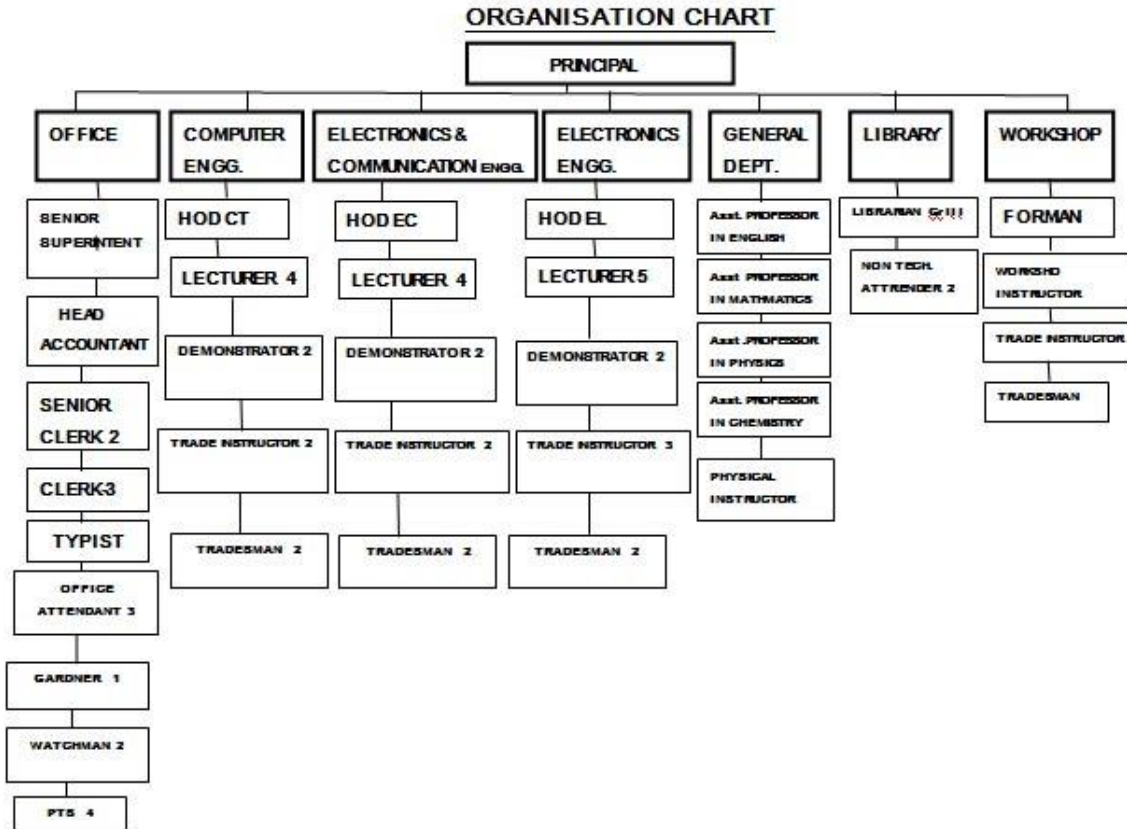 ORGANISATION CHART
PRINCIPAL
OFFICE
SENIOR
SUPERINTENT
HEAD
ACCOUNTANT
SENIOR
CLERK 2
CLERK-3
TYPIST
OFFICE
ATTENDANT 3
GARDNER 1
WATCHMAN 2
PTS 4
COMPUTER
ENGG.
HOD CT
LECTURER 4
DEMONSTRATOR 2
TRADE INSTRUCTOR 2
TRADESMAN 2
ELECTRONICS &
COMMUNICATION ENGG.
HOD EC
LECTURER 4
DEMONSTRATOR 2
TRADE INSTRUCTOR 2
TRADESMAN 2
ELECTRONICS
ENGG.
HOD EL
LECTURER 5
DEMONSTRATOR 2
TRADE INSTRUCTOR 3
TRADESMAN 2
GENERAL
DEPT.
Asst. PROFESSOR
IN ENGLISH
Asst. PROFESSOR
IN MATHMATICS
Asst .PROFESSOR
IN PHYSICS
Asst. PROFESSOR
IN CHEMISTRY
PHYSICAL
INSTRUCTOR
LIBRARY
LIBRARIAN Gr III
NON TECH.
ATTRENDER 2
WORKSHOP
FORMAN
WORKSHO
INSTRUCTOR
TRADE INSTRUCTOR
TRADESMAN